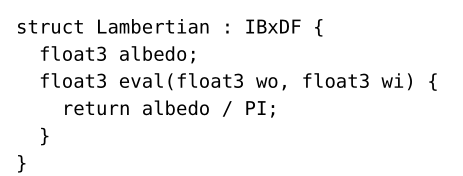 struct Lambertian : IBxDF {
  float3 albedo;
  float3 eval(float3 wo, float3 wi) {
    return albedo / PI;
  }
}